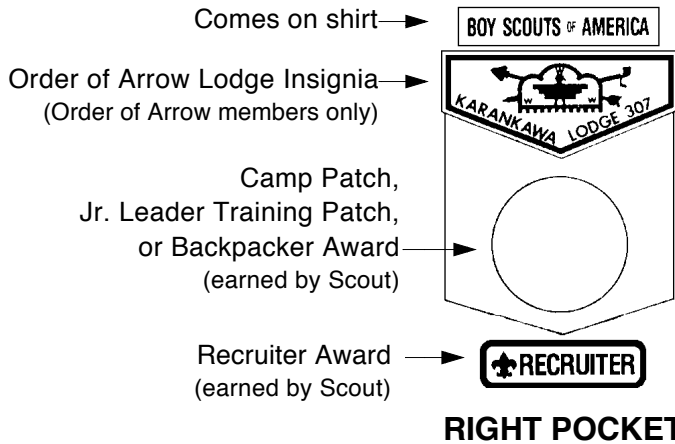 Comes on shirt
BOY SCOUTS OF AMERICA
Order of Arrow Lodge Insignia
(Order of Arrow members only)
W W
KARANKAWA LODGE 307
Camp Patch,
Jr. Leader Training Patch,
or Backpacker Award
(earned by Scout)
Recruiter Award
(earned by Scout)
RECRUITER
RIGHT POCKET